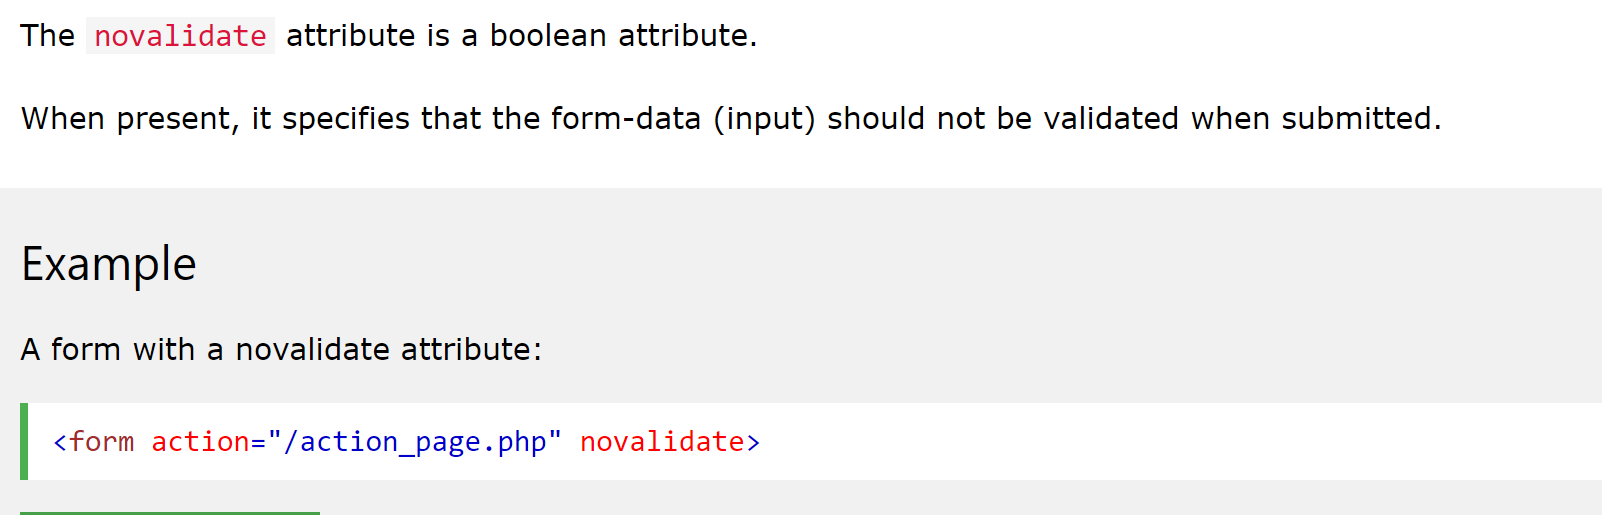 The novalidate attribute is a boolean attribute.
When present, it specifies that the form-data (input) should not be validated when submitted.
Example
A form with a novalidate attribute:
<form action="/action_page.php" novalidate>